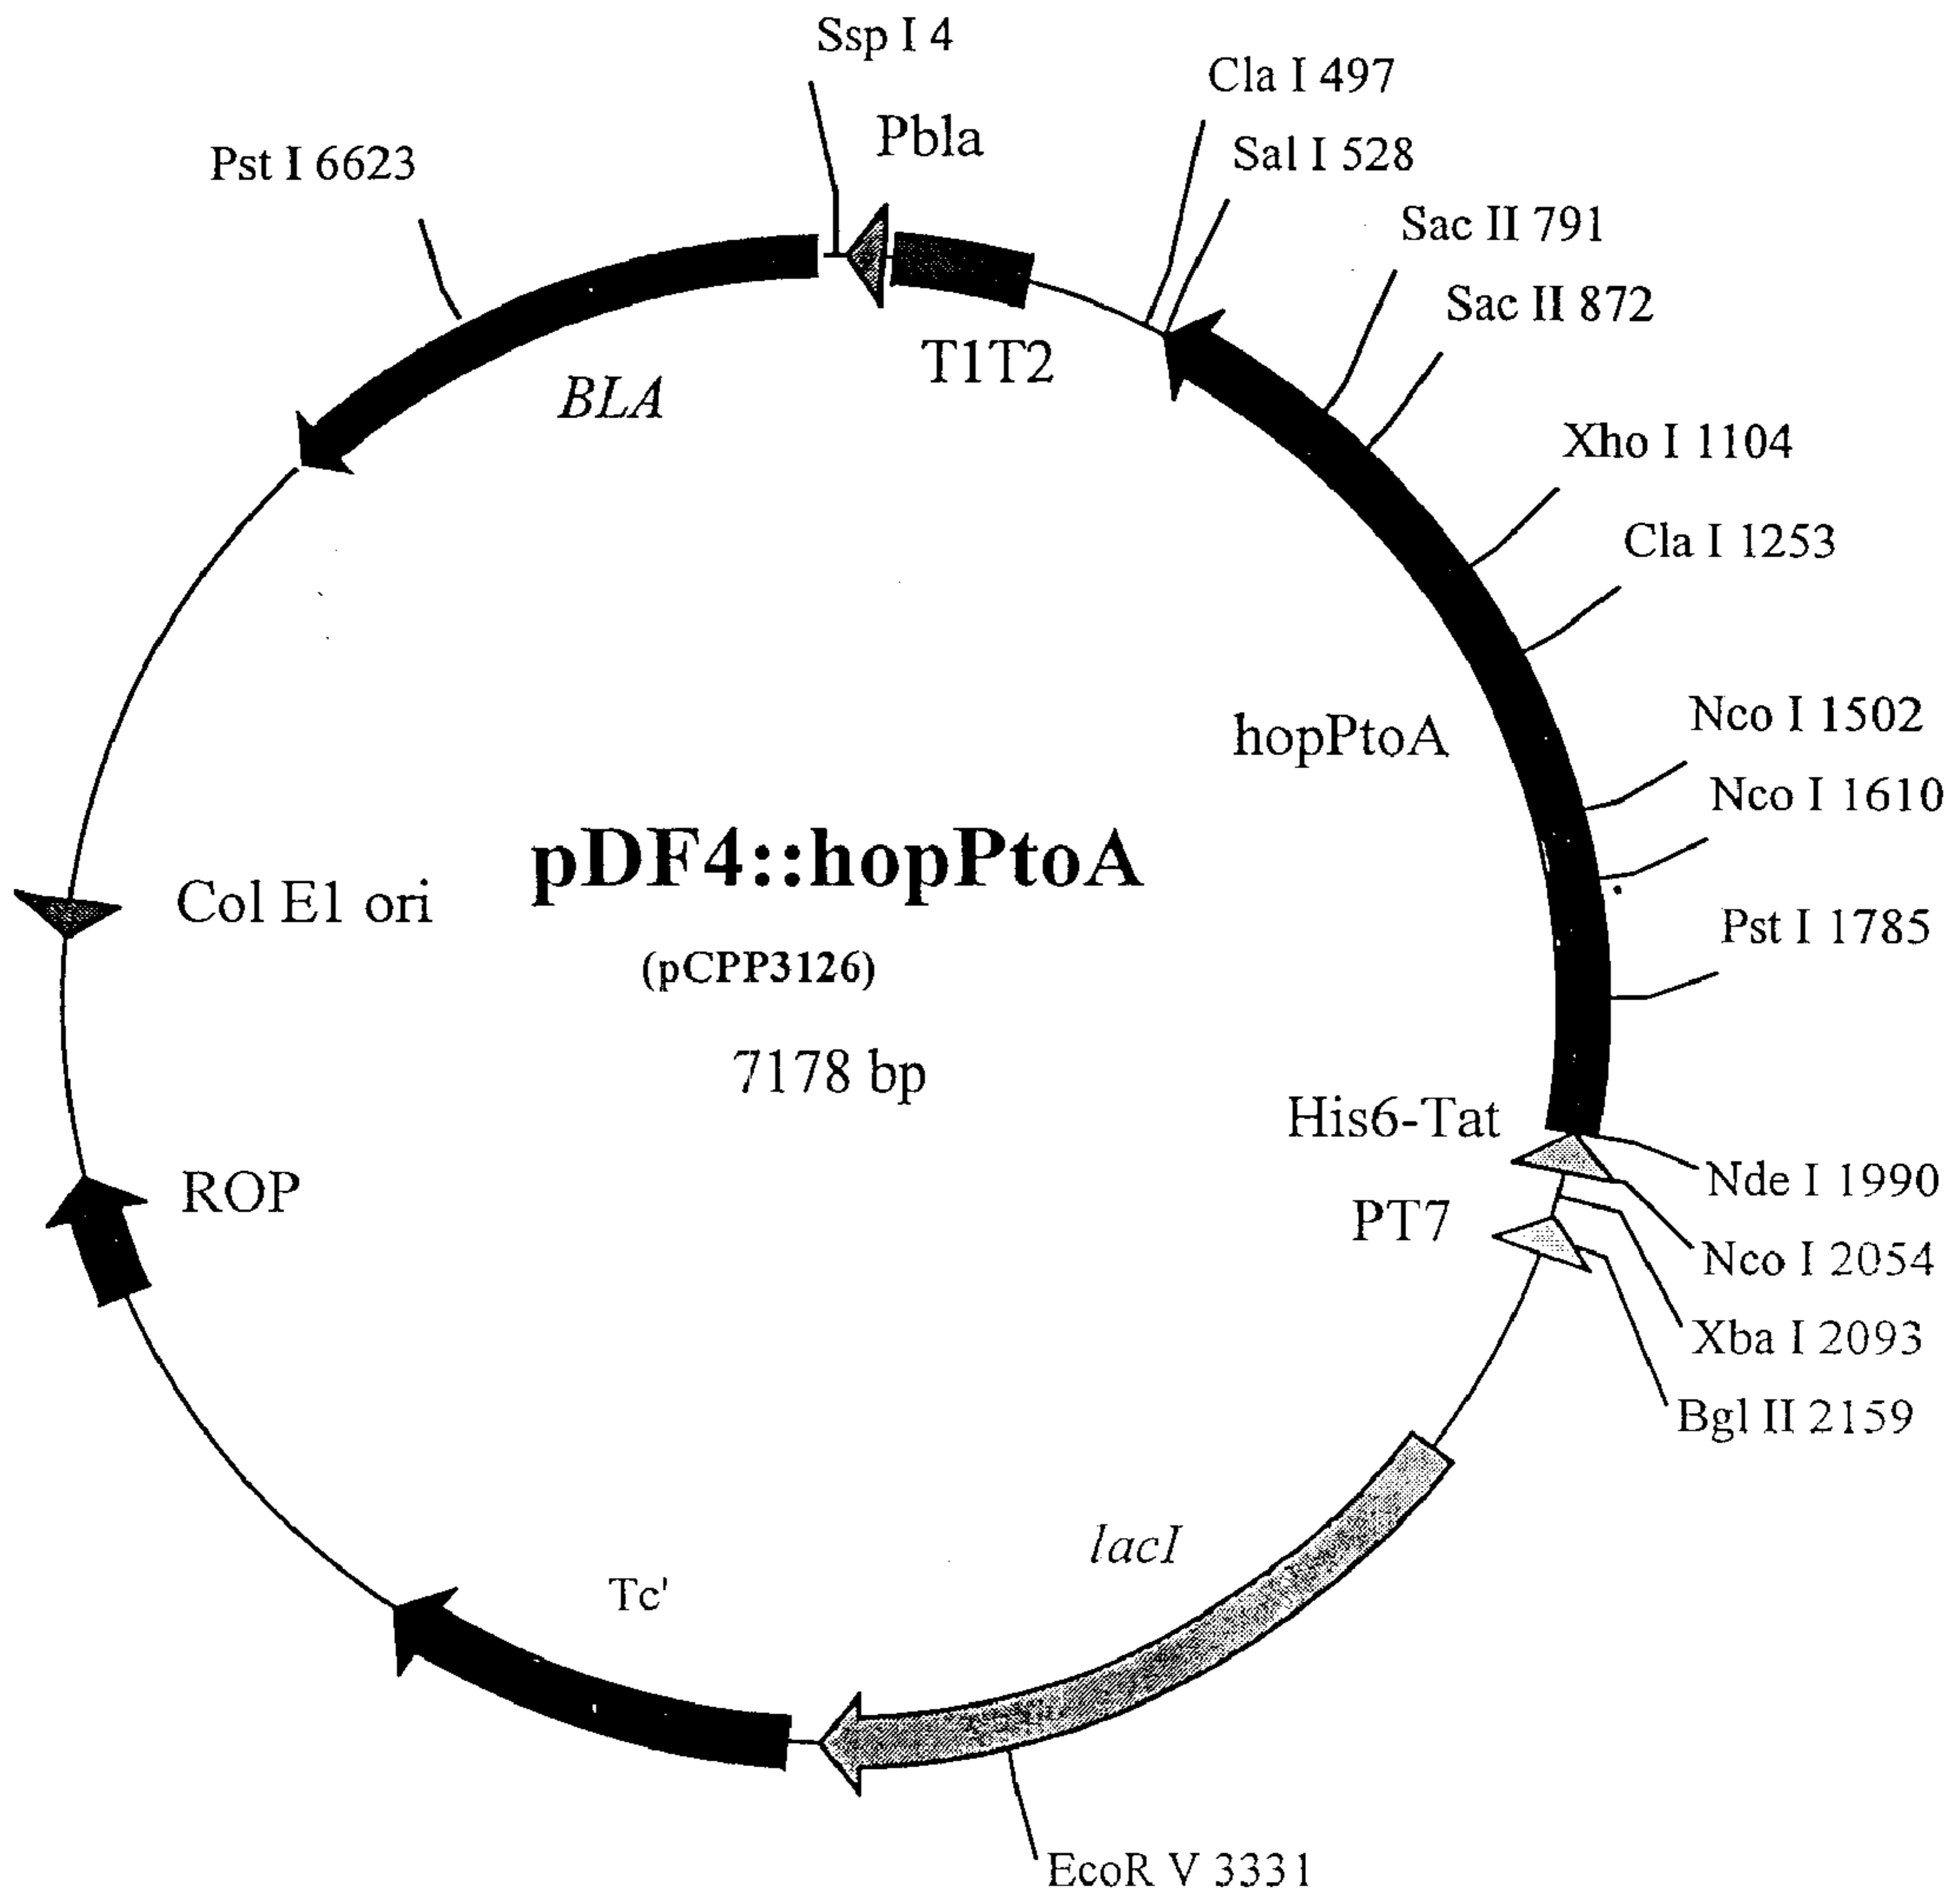 Ssp I 4
Cla I 497
Pbla
Sal I 528
Pst I 6623
Sac II 791
Sac II 872
T1T2
BLA
Xho I 1104
Cla I 1253
Nco I 1502
hopPtoA
Nco I 1610
pDF4::hopPtoA
Col E1 ori
Pst I 1785
(pCPP3126)
7178 bp
His6-Tat
Nde I 1990
ROP
PT7
Nco I 2054
Xba I 2093
Bgl II 2159
lacI
Tc'
EcoR V 3331